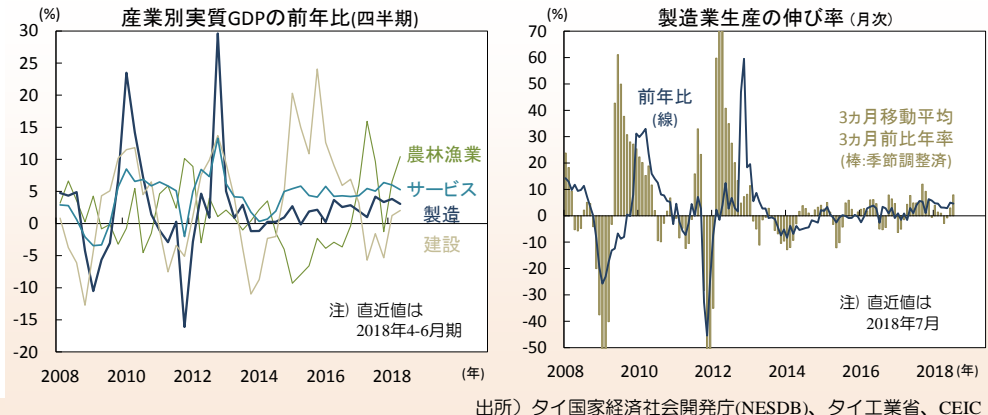 産業別実質GDPの前年比(四半期)
(%)
30
25
20
15
10
5
0
-5
-10
-15
-20
農林漁業
サービス
製造
建設
注) 直近値は
2018年4-6月期
2008 2010 2012 2014 2016 2018 (年)
製造業生産の伸び率(月次)
(%)
70
60
50
40
30
20
10
0
-10
-20
-30
-40
-50
前年比
(線)
3ヵ月移動平均
3ヵ月前比年率
(棒:季節調整済)
注) 直近値は
2018年7月
2008 2010 2012 2014 2016 2018 (年)
出所）タイ国家経済社会開発庁(NESDB)、タイ工業省、CEIC